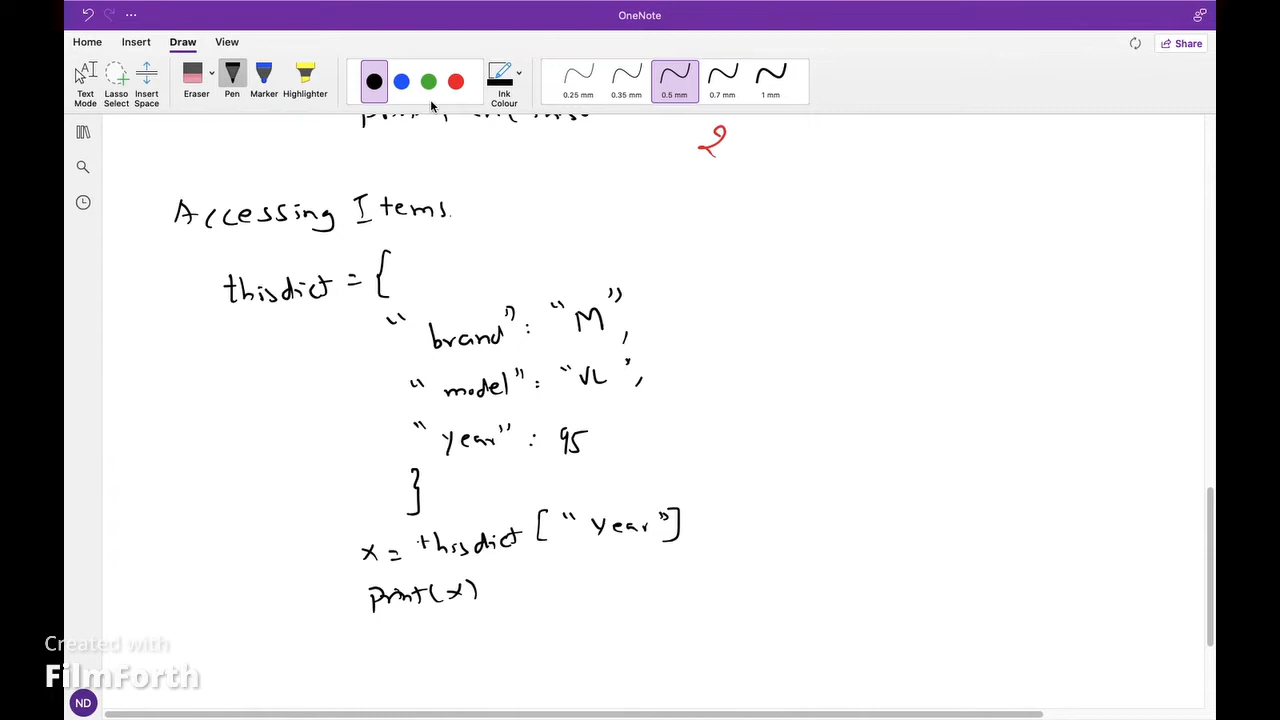 OneNote
Home Insert Draw View
Share
Text Mode Lasso Select Insert Space Eraser Pen Marker Highlighter Ink Colour 0.25 mm 0.35 mm 0.5 mm 0.7 mm 1 mm
2
Accessing Items.
thisdict = {
"brand" : "M",
"model" : "VL",
"year" : 95
}
x = thisdict ["year"]
print(x)
Created with
FilmForth
ND